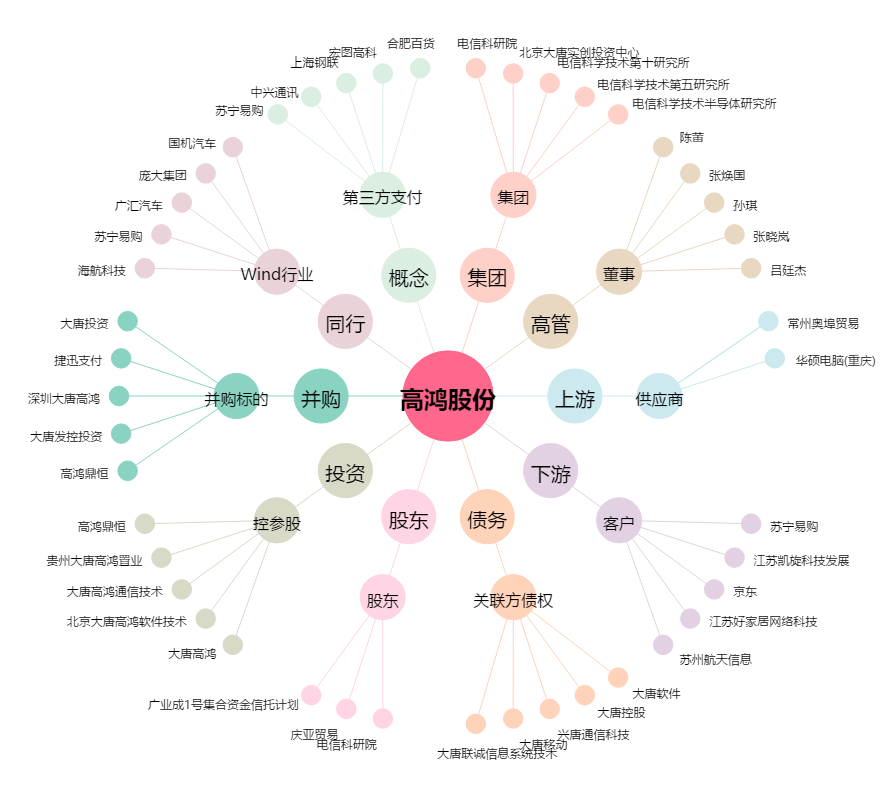 高鸿股份
概念
第三方支付
苏宁易购
中兴通讯
上海钢联
宏图高科
合肥百货
集团
集团
电信科研院
北京大唐实创投资中心
电信科学技术第十研究所
电信科学技术第五研究所
电信科学技术半导体研究所
高管
董事
陈蕾
张焕国
孙琪
张晓岚
吕廷杰
上游
供应商
常州奥埠贸易
华硕电脑(重庆)
下游
客户
苏宁易购
江苏凯旋科技发展
京东
江苏好家居网络科技
苏州航天信息
债务
关联方债权
大唐软件
大唐控股
兴唐通信科技
大唐移动
大唐联诚信息系统技术
股东
股东
电信科研院
庆亚贸易
广业成1号集合资金信托计划
投资
控参股
大唐高鸿
北京大唐高鸿软件技术
大唐高鸿通信技术
贵州大唐高鸿置业
高鸿鼎恒
并购
并购标的
高鸿鼎恒
大唐发控投资
深圳大唐高鸿
捷迅支付
大唐投资
同行
Wind行业
海航科技
苏宁易购
广汇汽车
庞大集团
国机汽车